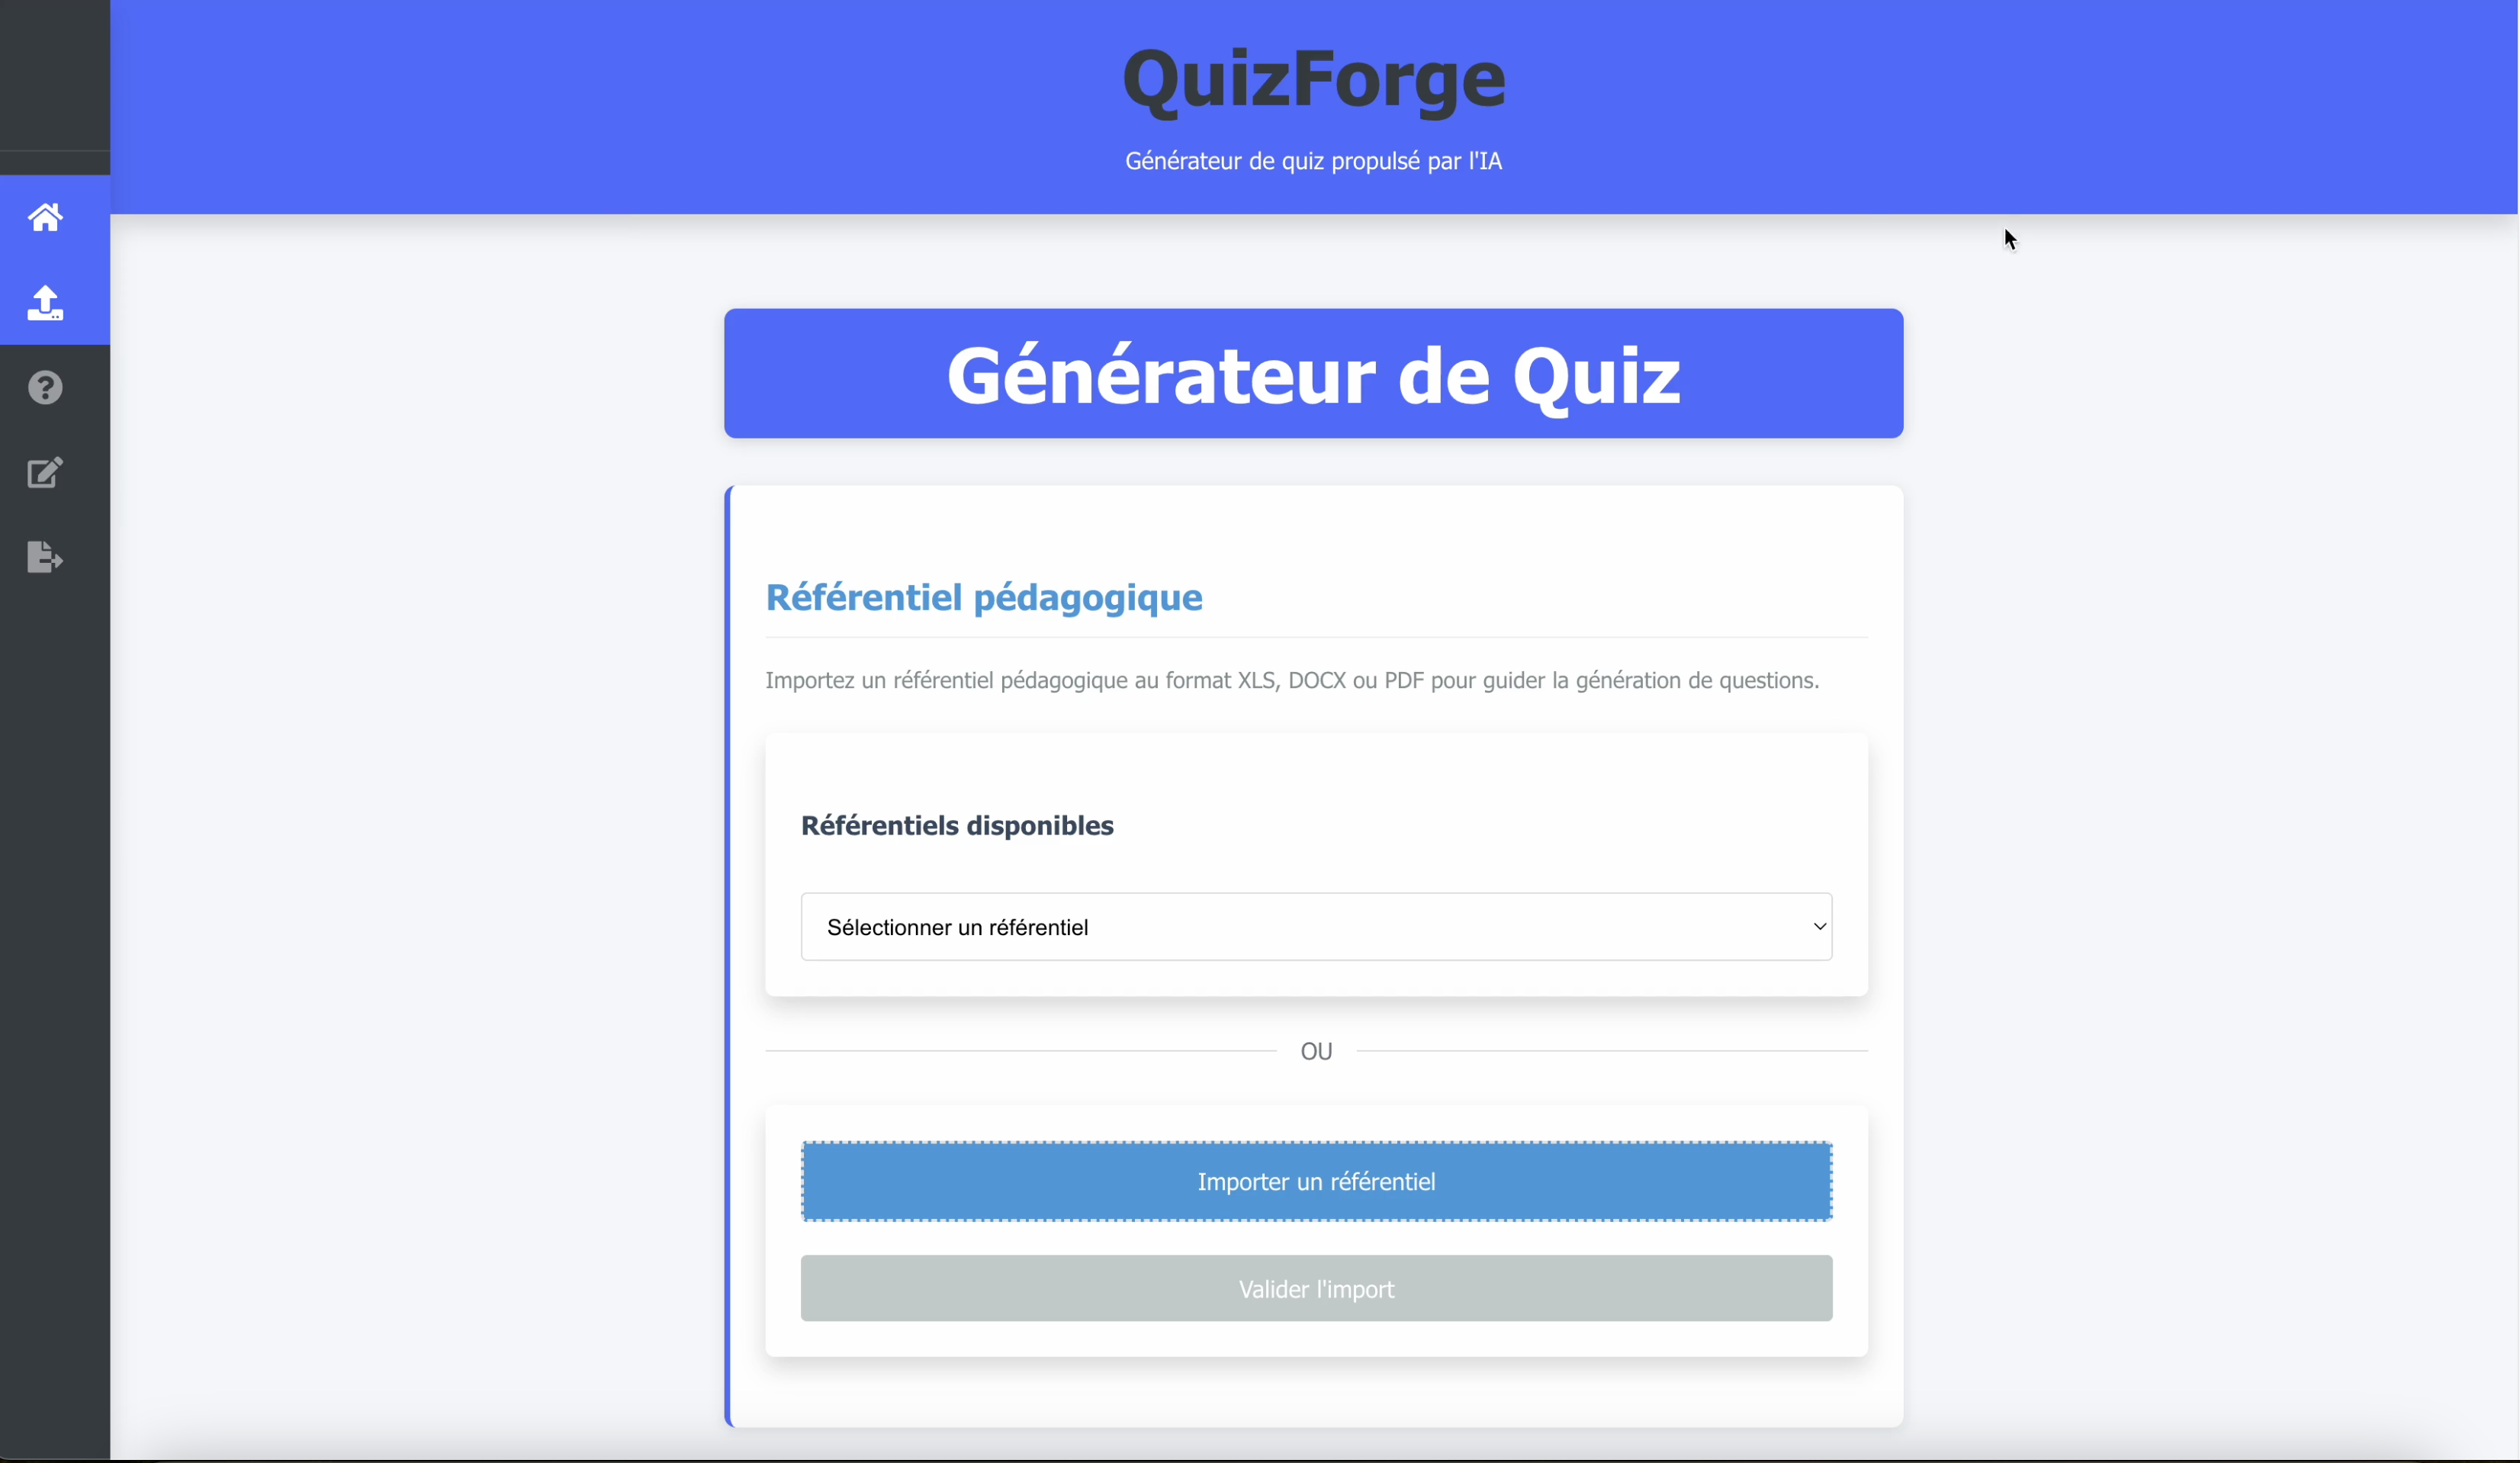 QuizForge
Générateur de quiz propulsé par l'IA
Générateur de Quiz
Référentiel pédagogique
Importez un référentiel pédagogique au format XLS, DOCX ou PDF pour guider la génération de questions.
Référentiels disponibles
Sélectionner un référentiel
OU
Importer un référentiel
Valider l'import